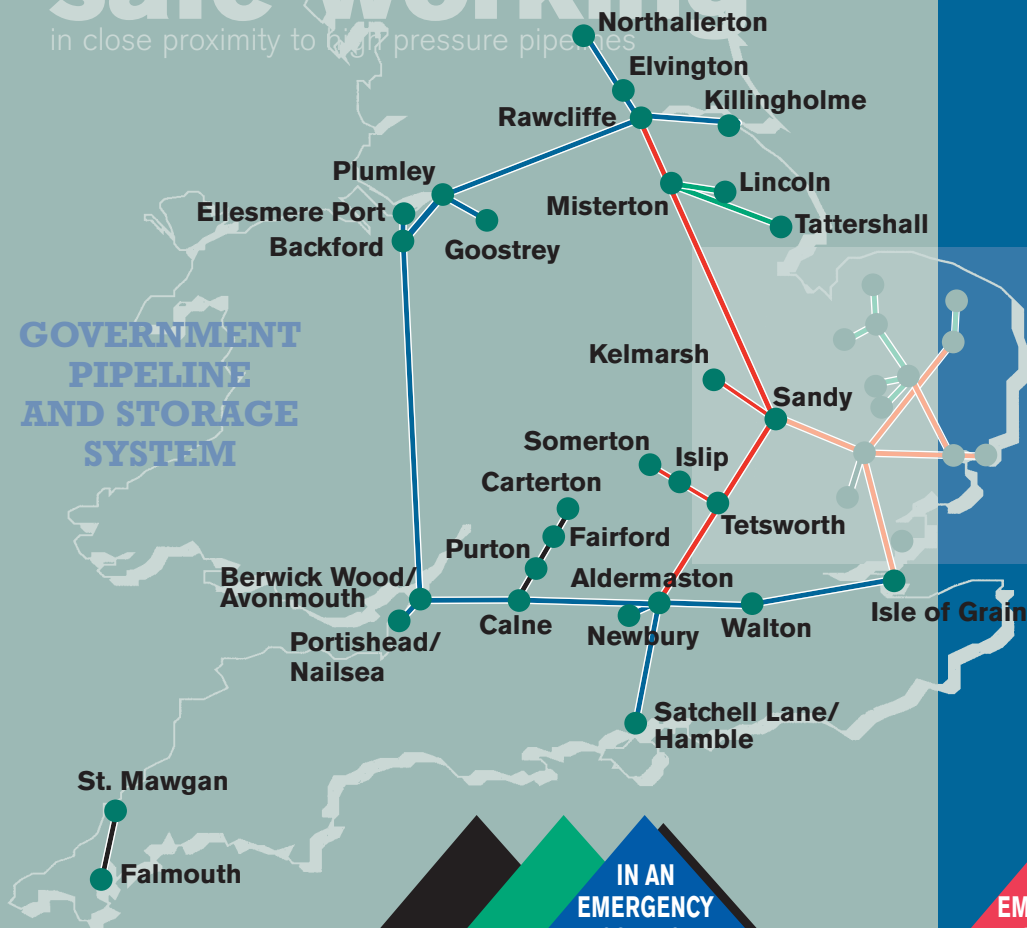 safe working
in close proximity to high pressure pipelines
Northallerton
Elvington
Killingholme
Rawcliffe
Plumley
Lincoln
Ellesmere Port
Misterton
Tattershall
Backford
Goostrey
GOVERNMENT
PIPELINE
AND STORAGE
SYSTEM
Kelmarsh
Sandy
Somerton
Islip
Carterton
Tetsworth
Fairford
Purton
Berwick Wood/
Avonmouth
Aldermaston
Isle of Grain
Calne
Newbury
Walton
Portishead/
Nailsea
Satchell Lane/
Hamble
St. Mawgan
Falmouth
IN AN
EMERGENCY
EM